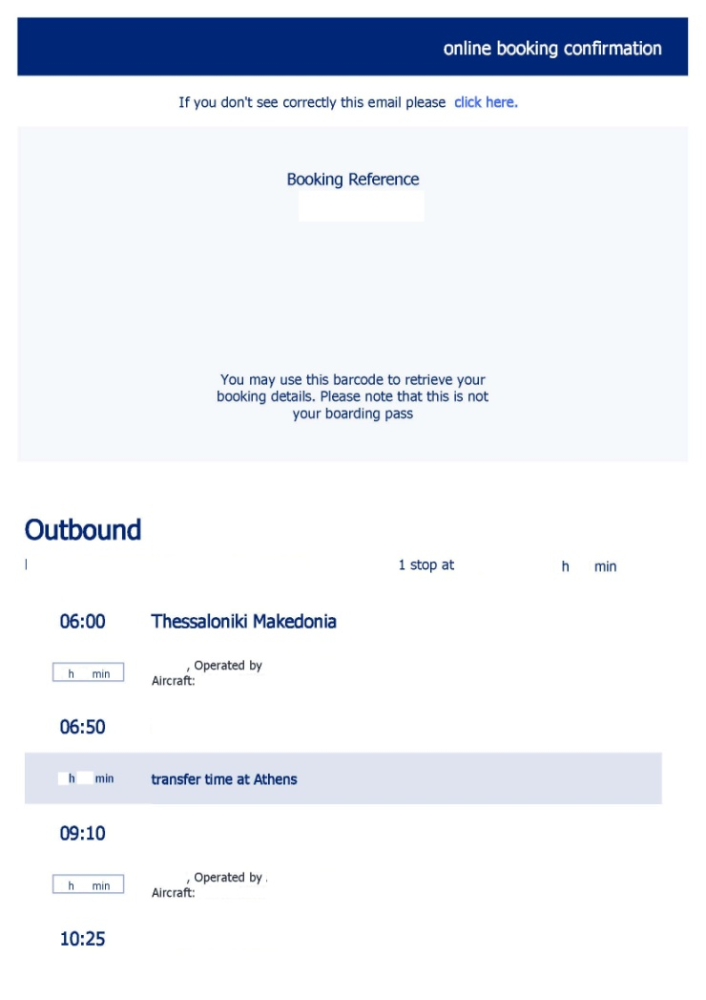 online booking confirmation
If you don't see correctly this email please click here.
Booking Reference
You may use this barcode to retrieve your
booking details. Please note that this is not
your boarding pass
Outbound
1 stop at h min
06:00 Thessaloniki Makedonia
h min , Operated by
Aircraft:
06:50
h min transfer time at Athens
09:10
h min , Operated by
Aircraft:
10:25